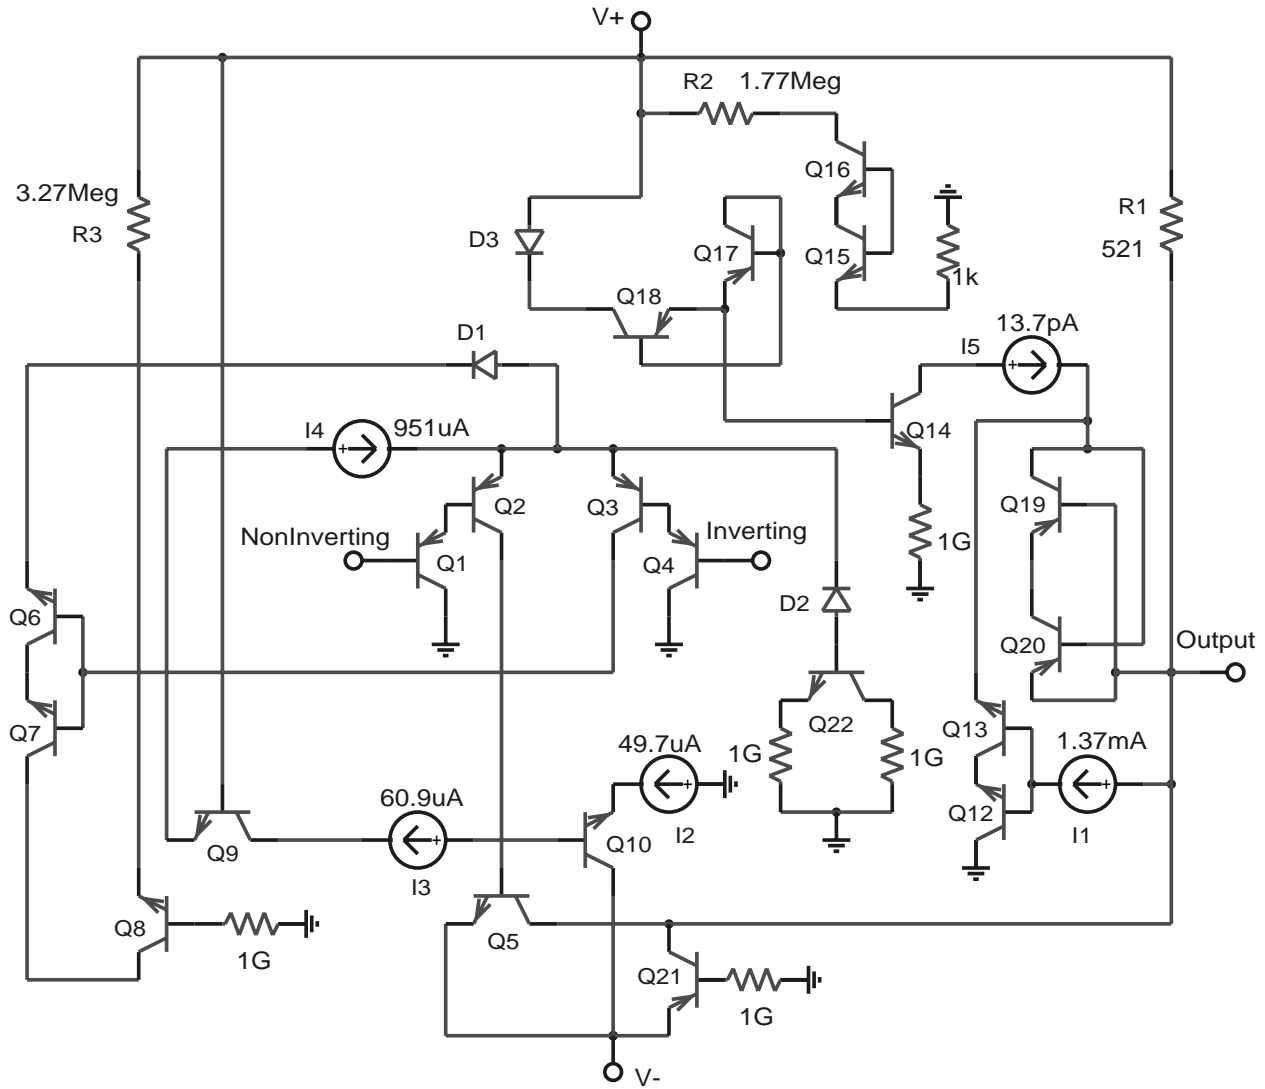 V+
R2 1.77Meg
Q16
3.27Meg
R3
R1
D3
Q17
Q15
521
1k
Q18
13.7pA
D1
I5
I4
951uA
Q14
Q2
Q3
Q19
NonInverting
Inverting
1G
Q1
Q4
D2
Q6
Output
Q20
Q7
Q22
Q13
49.7uA
1.37mA
1G
1G
60.9uA
Q12
Q10
I2
I1
Q9
I3
Q8
Q5
1G
Q21
1G
V-
+
+
+
+
+